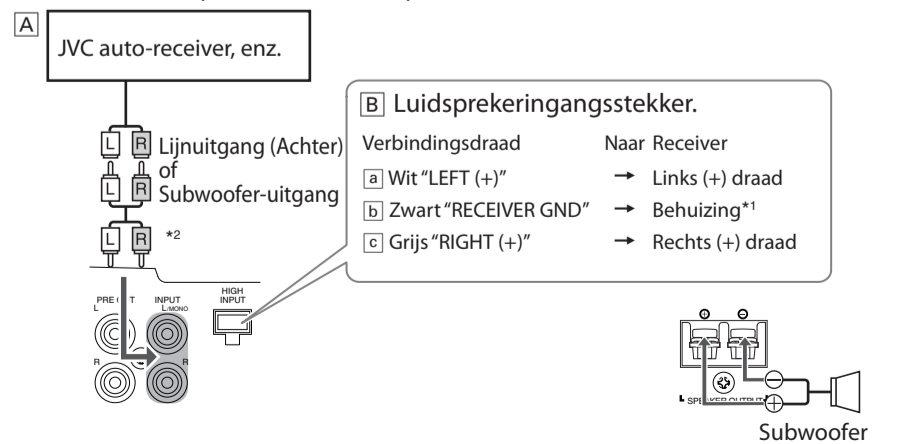 A
JVC auto-receiver, enz.
B Luidsprekeringangsstekker.
Verbindingsdraad Naar Receiver
a Wit "LEFT (+)" → Links (+) draad
b Zwart "RECEIVER GND" → Behuizing*1
c Grijs "RIGHT (+)" → Rechts (+) draad
L R Lijnuitgang (Achter)
of
L R Subwoofer-uitgang
L R *2
HIGH
INPUT
INPUT
L L/MONO
R R
+ −
−
+
Subwoofer